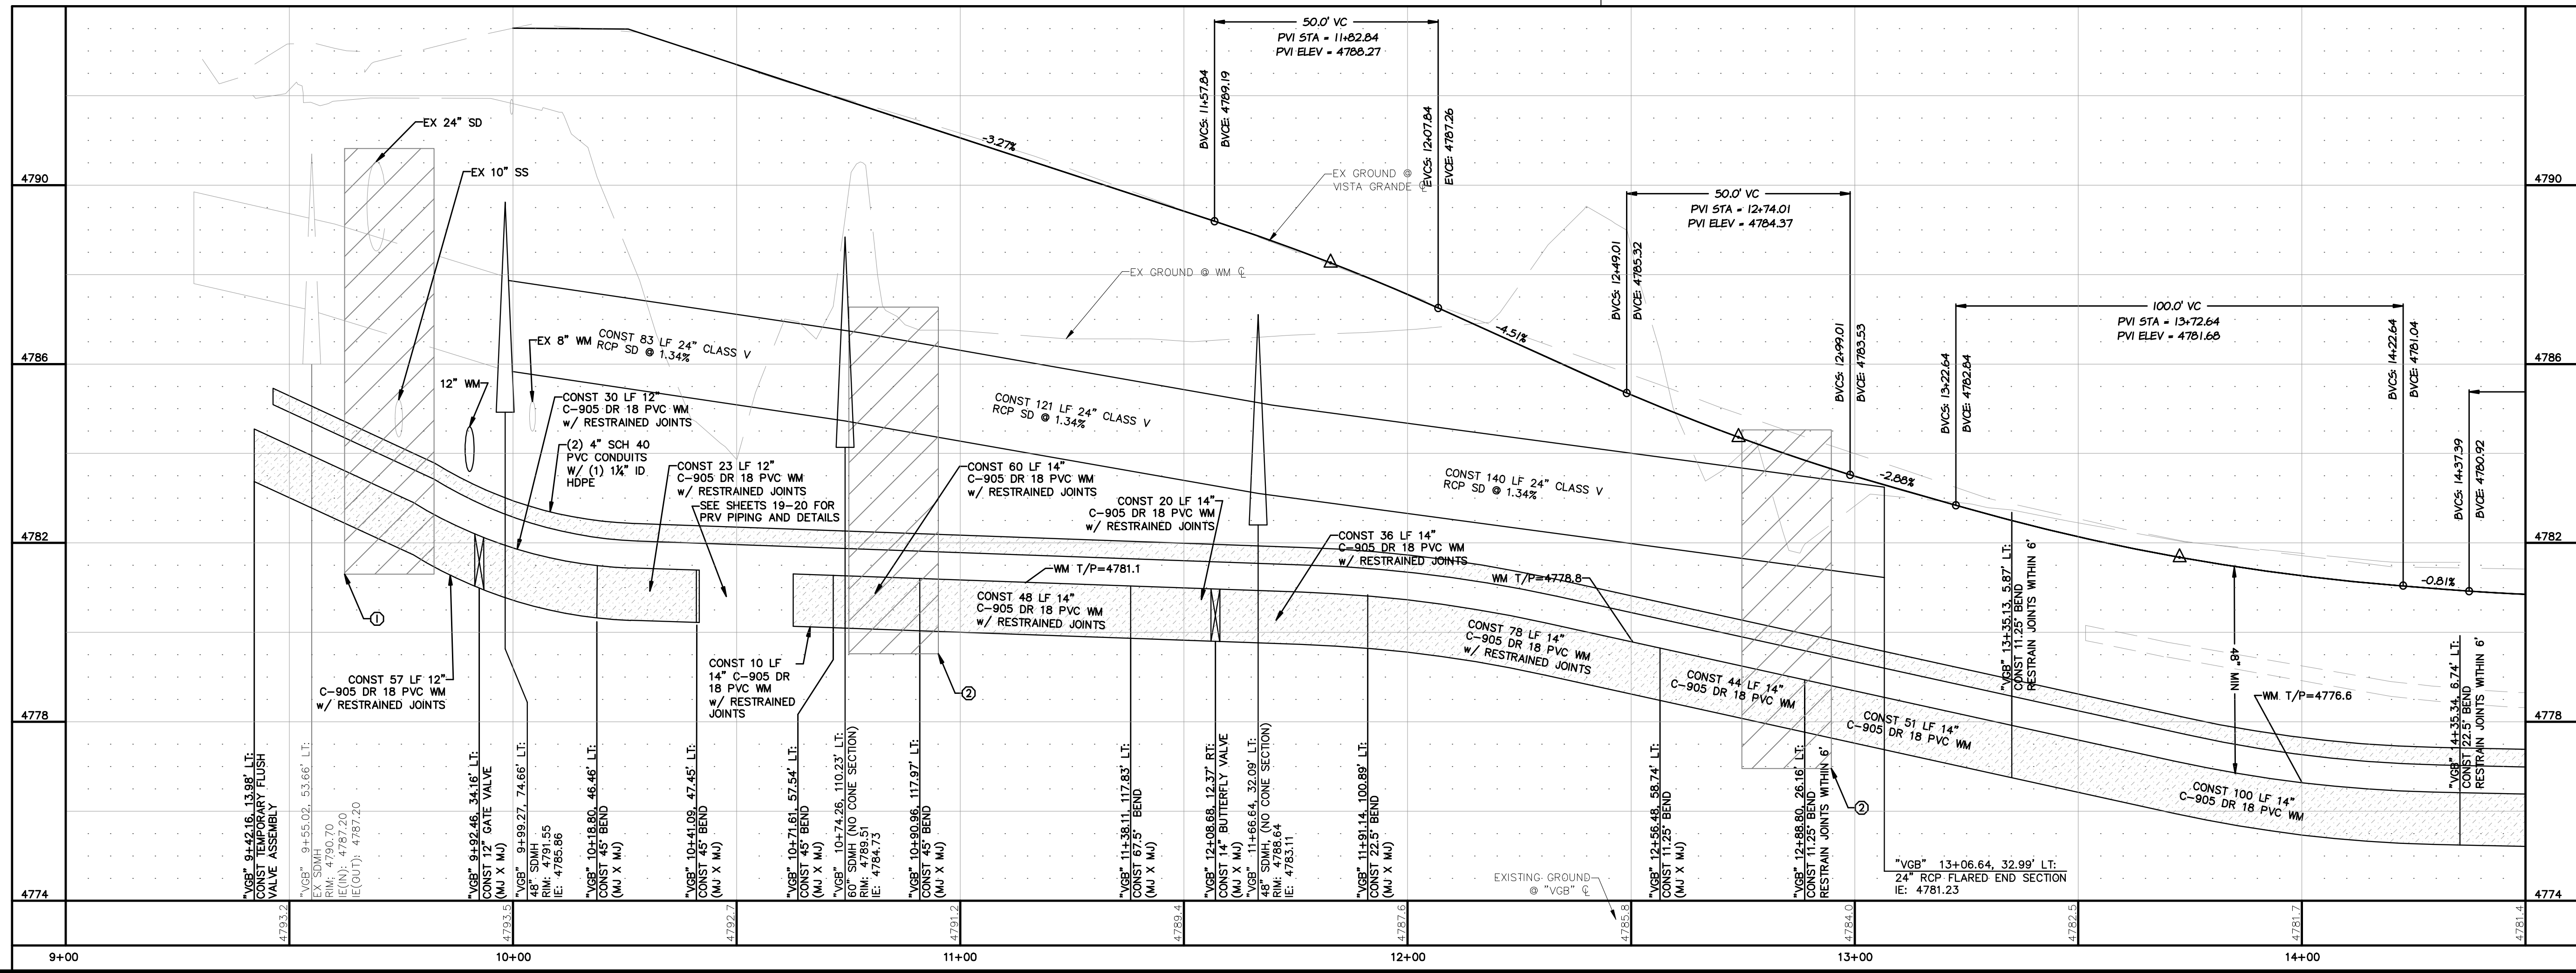 50.0' VC
PVI STA = 11+82.84
PVI ELEV = 4788.27
BVCS: 11+57.84
BVCE: 4789.19
EVCS: 12+07.84
EVCE: 4787.26
50.0' VC
PVI STA = 12+74.01
PVI ELEV = 4784.37
BVCS: 12+49.01
BVCE: 4785.32
BVCS: 12+99.01
BVCE: 4783.53
100.0' VC
PVI STA = 13+72.64
PVI ELEV = 4781.68
BVCS: 13+22.64
BVCE: 4782.84
BVCS: 14+22.64
BVCE: 4781.04
BVCS: 14+37.39
BVCE: 4780.92
-3.27%
-4.51%
-2.88%
-0.81%
4790
4786
4782
4778
4774
4790
4786
4782
4778
4774
EX 24" SD
EX 10" SS
EX GROUND @
VISTA GRANDE ℄
EX GROUND @ WM ℄
EX 8" WM
12" WM
CONST 83 LF 24" CLASS V
RCP SD @ 1.34%
CONST 121 LF 24" CLASS V
RCP SD @ 1.34%
CONST 140 LF 24" CLASS V
RCP SD @ 1.34%
CONST 30 LF 12"
C-905 DR 18 PVC WM
w/ RESTRAINED JOINTS
(2) 4" SCH 40
PVC CONDUITS
W/ (1) 1¼" ID
HDPE
CONST 23 LF 12"
C-905 DR 18 PVC WM
w/ RESTRAINED JOINTS
SEE SHEETS 19-20 FOR
PRV PIPING AND DETAILS
CONST 60 LF 14"
C-905 DR 18 PVC WM
w/ RESTRAINED JOINTS
CONST 20 LF 14"
C-905 DR 18 PVC WM
w/ RESTRAINED JOINTS
CONST 36 LF 14"
C-905 DR 18 PVC WM
w/ RESTRAINED JOINTS
WM T/P=4781.1
WM T/P=4778.8
WM T/P=4776.6
CONST 48 LF 14"
C-905 DR 18 PVC WM
w/ RESTRAINED JOINTS
CONST 78 LF 14"
C-905 DR 18 PVC WM
w/ RESTRAINED JOINTS
CONST 44 LF 14"
C-905 DR 18 PVC WM
CONST 51 LF 14"
C-905 DR 18 PVC WM
CONST 100 LF 14"
C-905 DR 18 PVC WM
48" MIN
1
2
2
CONST 57 LF 12"
C-905 DR 18 PVC WM
w/ RESTRAINED JOINTS
CONST 10 LF
14" C-905 DR
18 PVC WM
w/ RESTRAINED
JOINTS
"VGB" 9+42.16, 13.98' LT:
CONST TEMPORARY FLUSH
VALVE ASSEMBLY
"VGB" 9+55.02, 53.66' LT:
EX SDMH
RIM: 4790.70
IE(IN): 4787.20
IE(OUT): 4787.20
"VGB" 9+92.46, 34.16' LT:
CONST 12" GATE VALVE
(MJ X MJ)
"VGB" 9+99.27, 74.66' LT:
48" SDMH
RIM: 4791.55
IE: 4785.86
"VGB" 10+18.80, 46.46' LT:
CONST 45° BEND
(MJ X MJ)
"VGB" 10+41.09, 47.45' LT:
CONST 45° BEND
(MJ X MJ)
"VGB" 10+71.61, 57.54' LT:
CONST 45° BEND
(MJ X MJ)
"VGB" 10+74.26, 110.23' LT:
60" SDMH (NO CONE SECTION)
RIM: 4789.51
IE: 4784.73
"VGB" 10+90.96, 117.97' LT:
CONST 45° BEND
(MJ X MJ)
"VGB" 11+38.11, 117.83' LT:
CONST 67.5° BEND
(MJ X MJ)
"VGB" 12+08.68, 12.37' RT:
CONST 14" BUTTERFLY VALVE
(MJ X MJ)
"VGB" 11+66.64, 32.09' LT:
48" SDMH, (NO CONE SECTION)
RIM: 4788.64
IE: 4783.11
"VGB" 11+91.14, 100.89' LT:
CONST 22.5° BEND
(MJ X MJ)
"VGB" 12+56.48, 58.74' LT:
CONST 11.25° BEND
(MJ X MJ)
"VGB" 12+88.80, 26.16' LT:
CONST 11.25° BEND
RESTRAIN JOINTS WITHIN 6'
"VGB" 13+06.64, 32.99' LT:
24" RCP FLARED END SECTION
IE: 4781.23
"VGB" 13+35.13, 5.87' LT:
CONST 11.25° BEND
RESTRAIN JOINTS WITHIN 6'
"VGB" 14+35.34, 6.74' LT:
CONST 22.5° BEND
RESTRAIN JOINTS WITHIN 6'
EXISTING GROUND
@ "VGB" ℄
4793.2
4793.5
4792.7
4791.2
4789.4
4787.6
4785.8
4784.0
4782.5
4781.7
4781.4
9+00
10+00
11+00
12+00
13+00
14+00